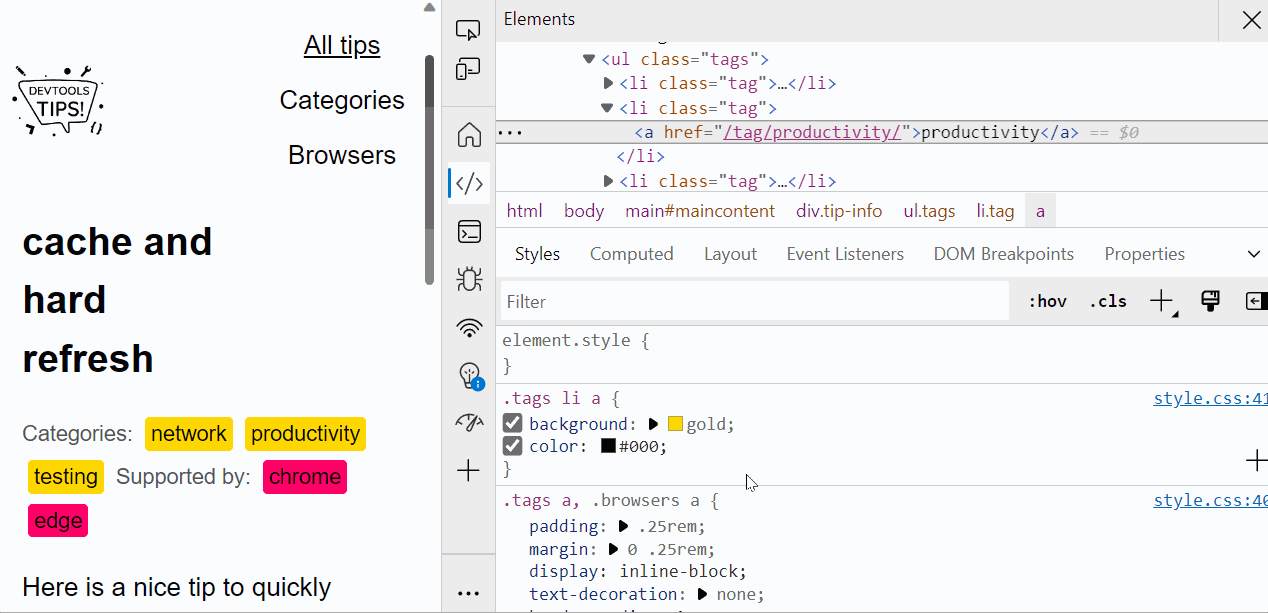 All tips
DEVTOOLS
TIPS!
Categories
Browsers
cache and
hard
refresh
Categories: network productivity
testing Supported by: chrome
edge
Here is a nice tip to quickly
Elements
<ul class="tags">
<li class="tag">…</li>
<li class="tag">
<a href="/tag/productivity/">productivity</a> == $0
</li>
<li class="tag">…</li>
html body main#maincontent div.tip-info ul.tags li.tag a
Styles Computed Layout Event Listeners DOM Breakpoints Properties
Filter :hov .cls
element.style {
}
.tags li a { style.css:41
background: gold;
color: #000;
}
.tags a, .browsers a { style.css:40
padding: .25rem;
margin: 0 .25rem;
display: inline-block;
text-decoration: none;